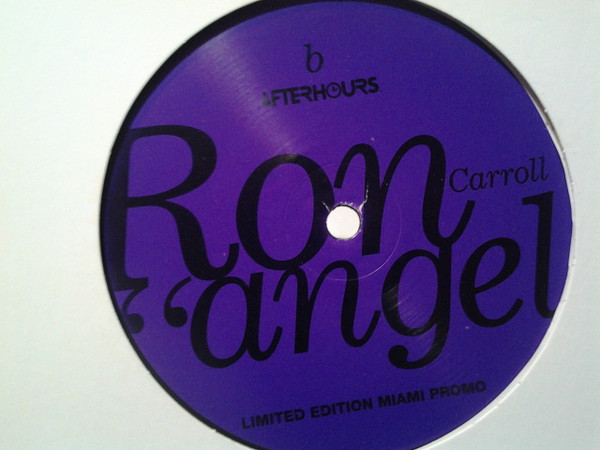 b
AFTERHOURS
Ron
Carroll
“angel
LIMITED EDITION MIAMI PROMO